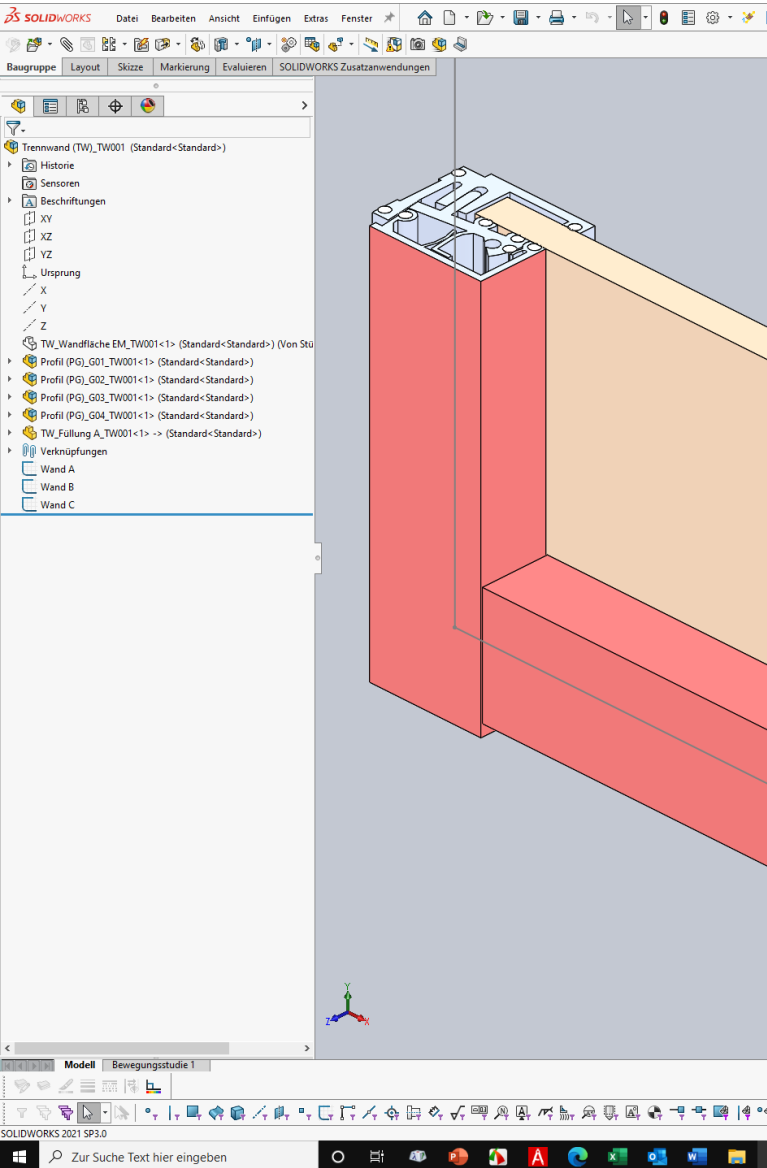 SOLIDWORKS Datei Bearbeiten Ansicht Einfügen Extras Fenster
Baugruppe Layout Skizze Markierung Evaluieren SOLIDWORKS Zusatzanwendungen
Trennwand (TW)_TW001 (Standard<Standard>)
Historie
Sensoren
A Beschriftungen
XY
XZ
YZ
Ursprung
X
Y
Z
TW_Wandfläche EM_TW001<1> (Standard<Standard>) (Von Stü
Profil (PG)_G01_TW001<1> (Standard<Standard>)
Profil (PG)_G02_TW001<1> (Standard<Standard>)
Profil (PG)_G03_TW001<1> (Standard<Standard>)
Profil (PG)_G04_TW001<1> (Standard<Standard>)
TW_Füllung A_TW001<1> -> (Standard<Standard>)
Verknüpfungen
Wand A
Wand B
Wand C
Y
Z X
Modell Bewegungsstudie 1
SOLIDWORKS 2021 SP3.0
Zur Suche Text hier eingeben